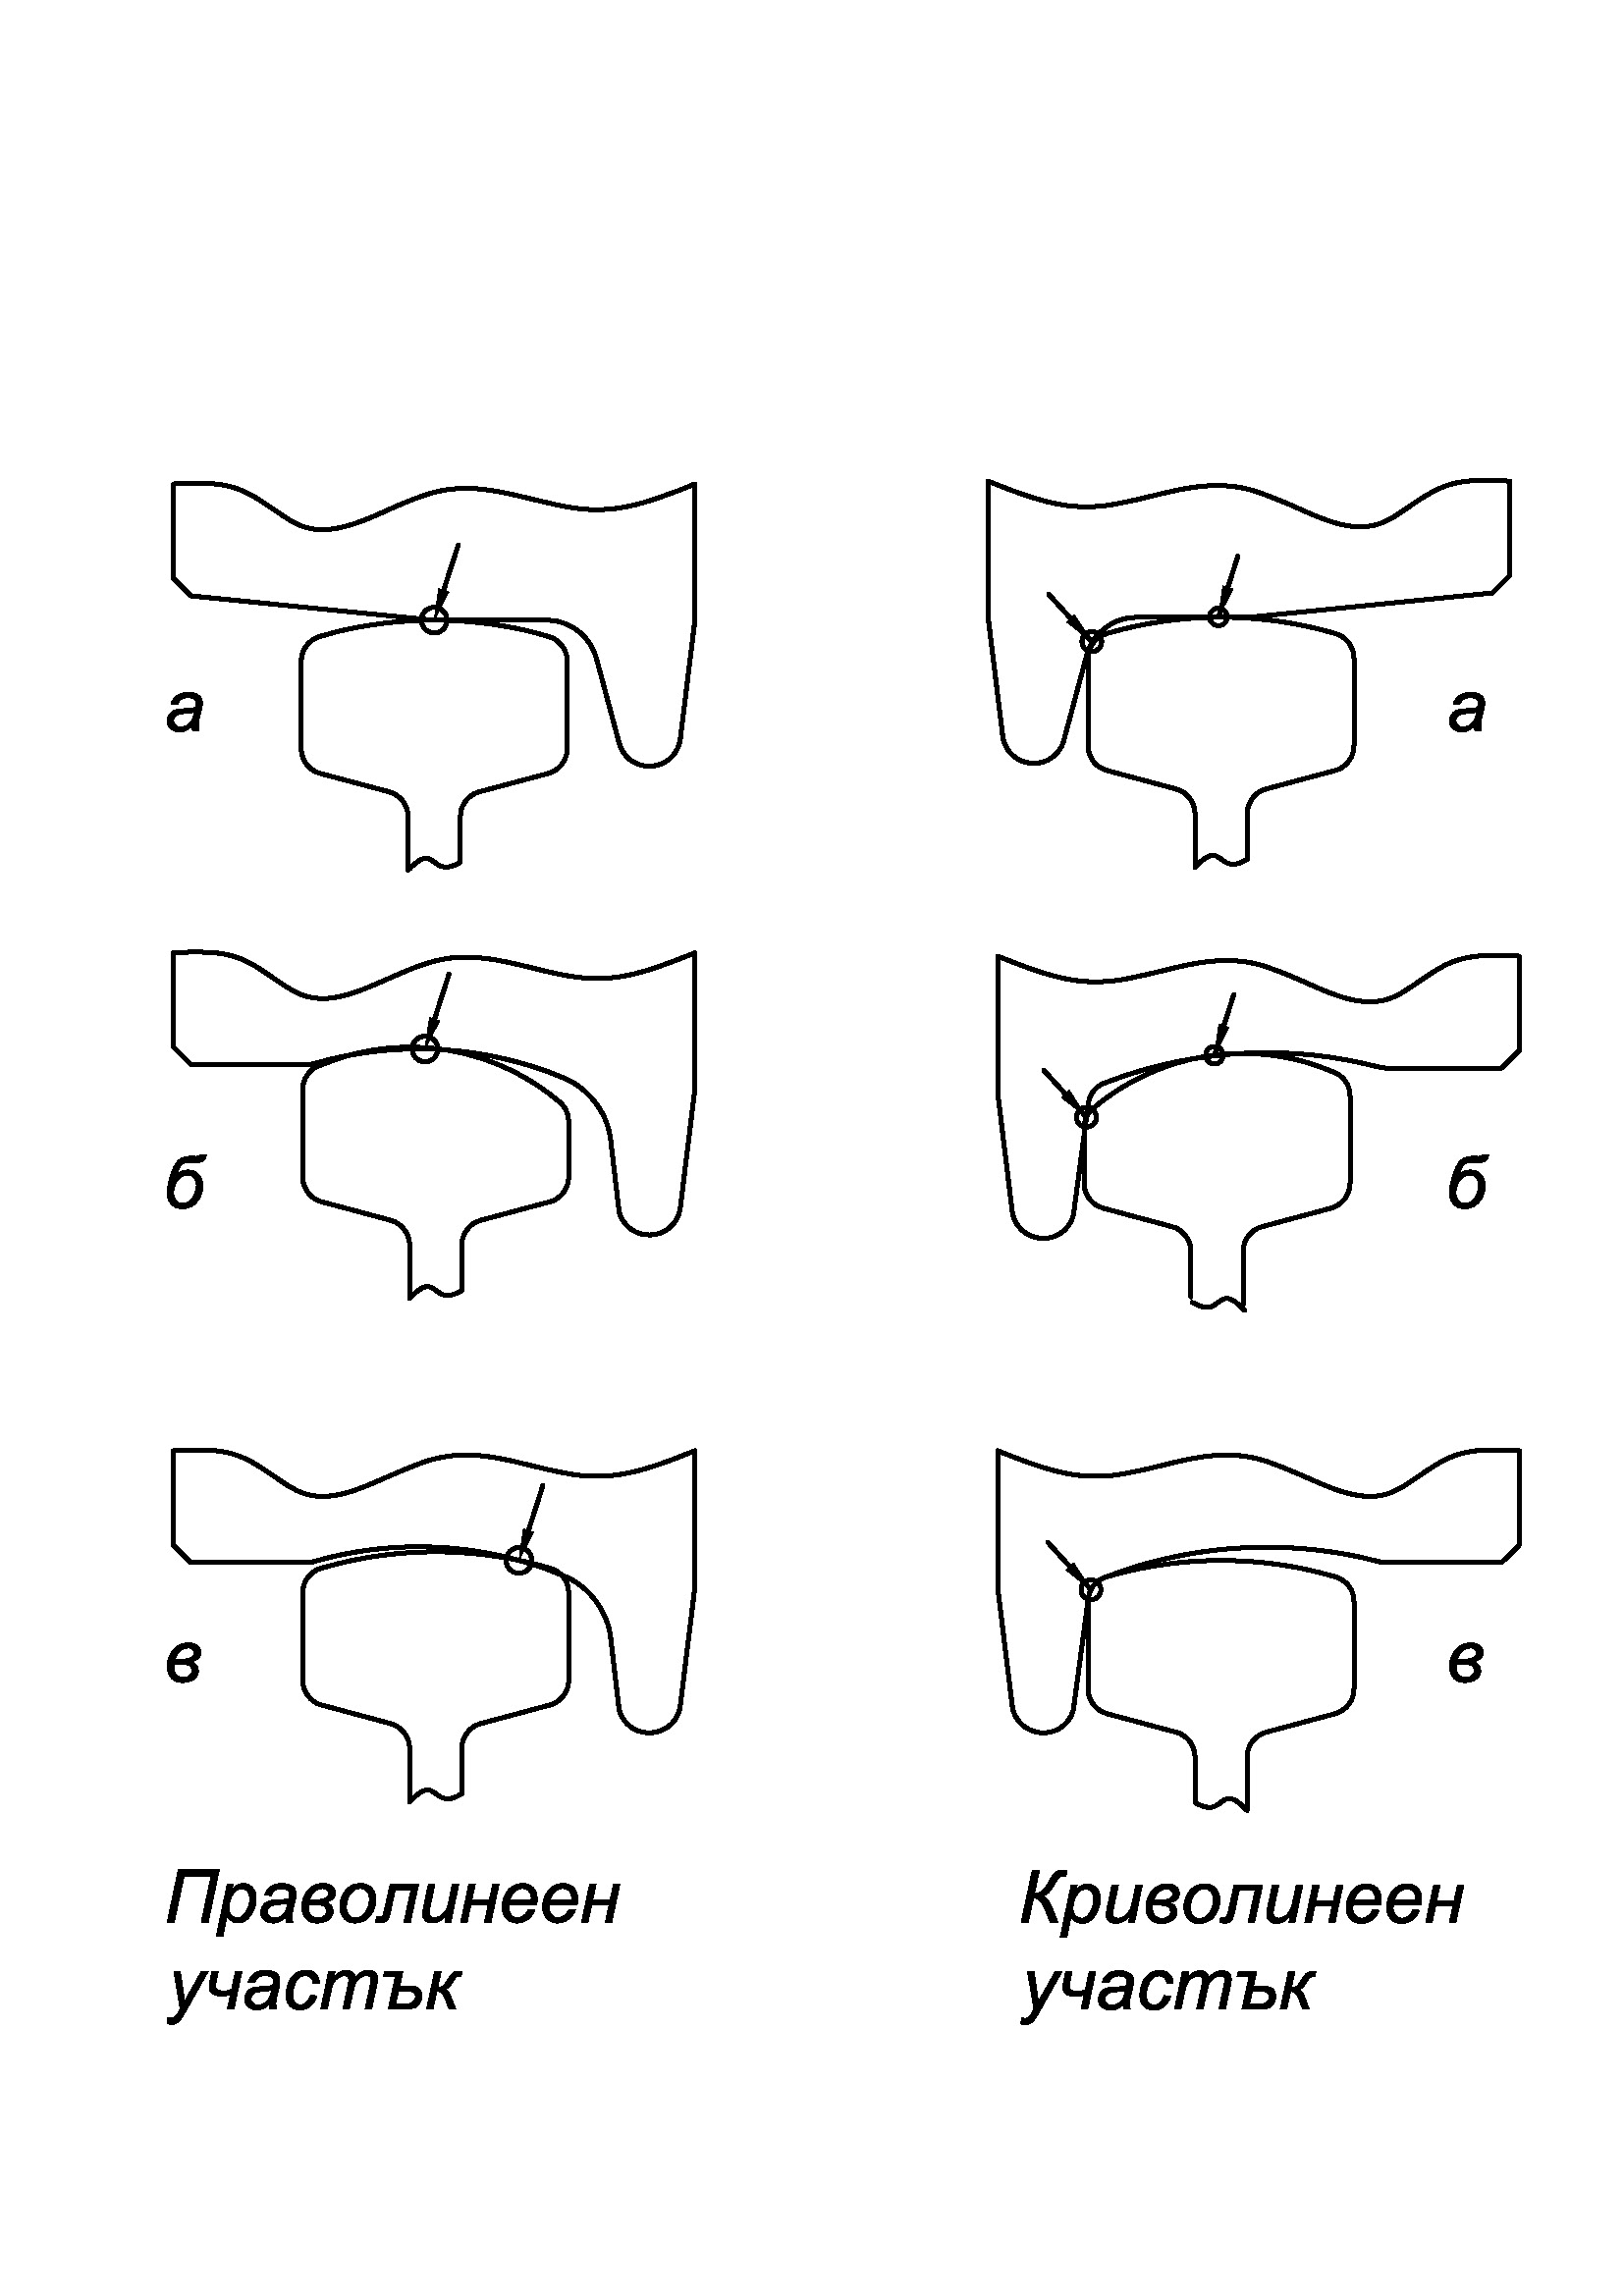 а
а
б
б
в
в
Праволинеен
участък
Криволинеен
участък